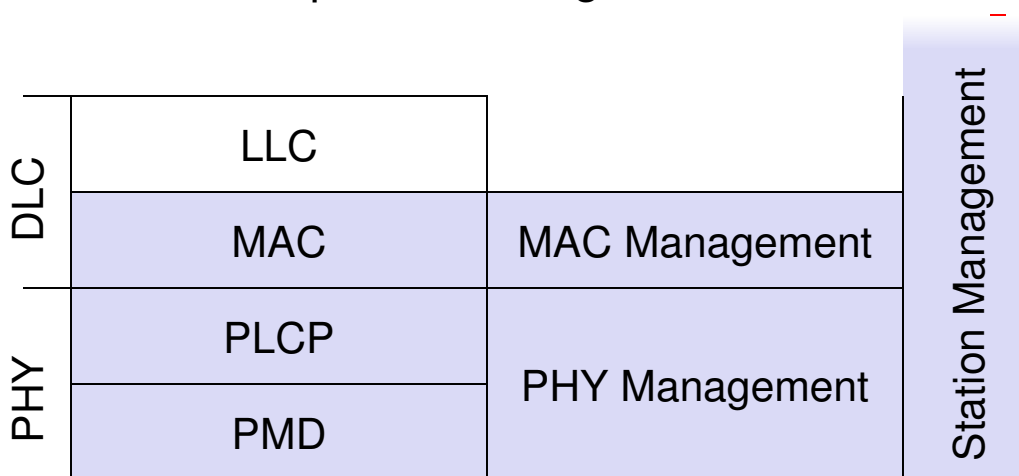 DLC
LLC
MAC
MAC Management
PHY
PLCP
PHY Management
PMD
Station Management